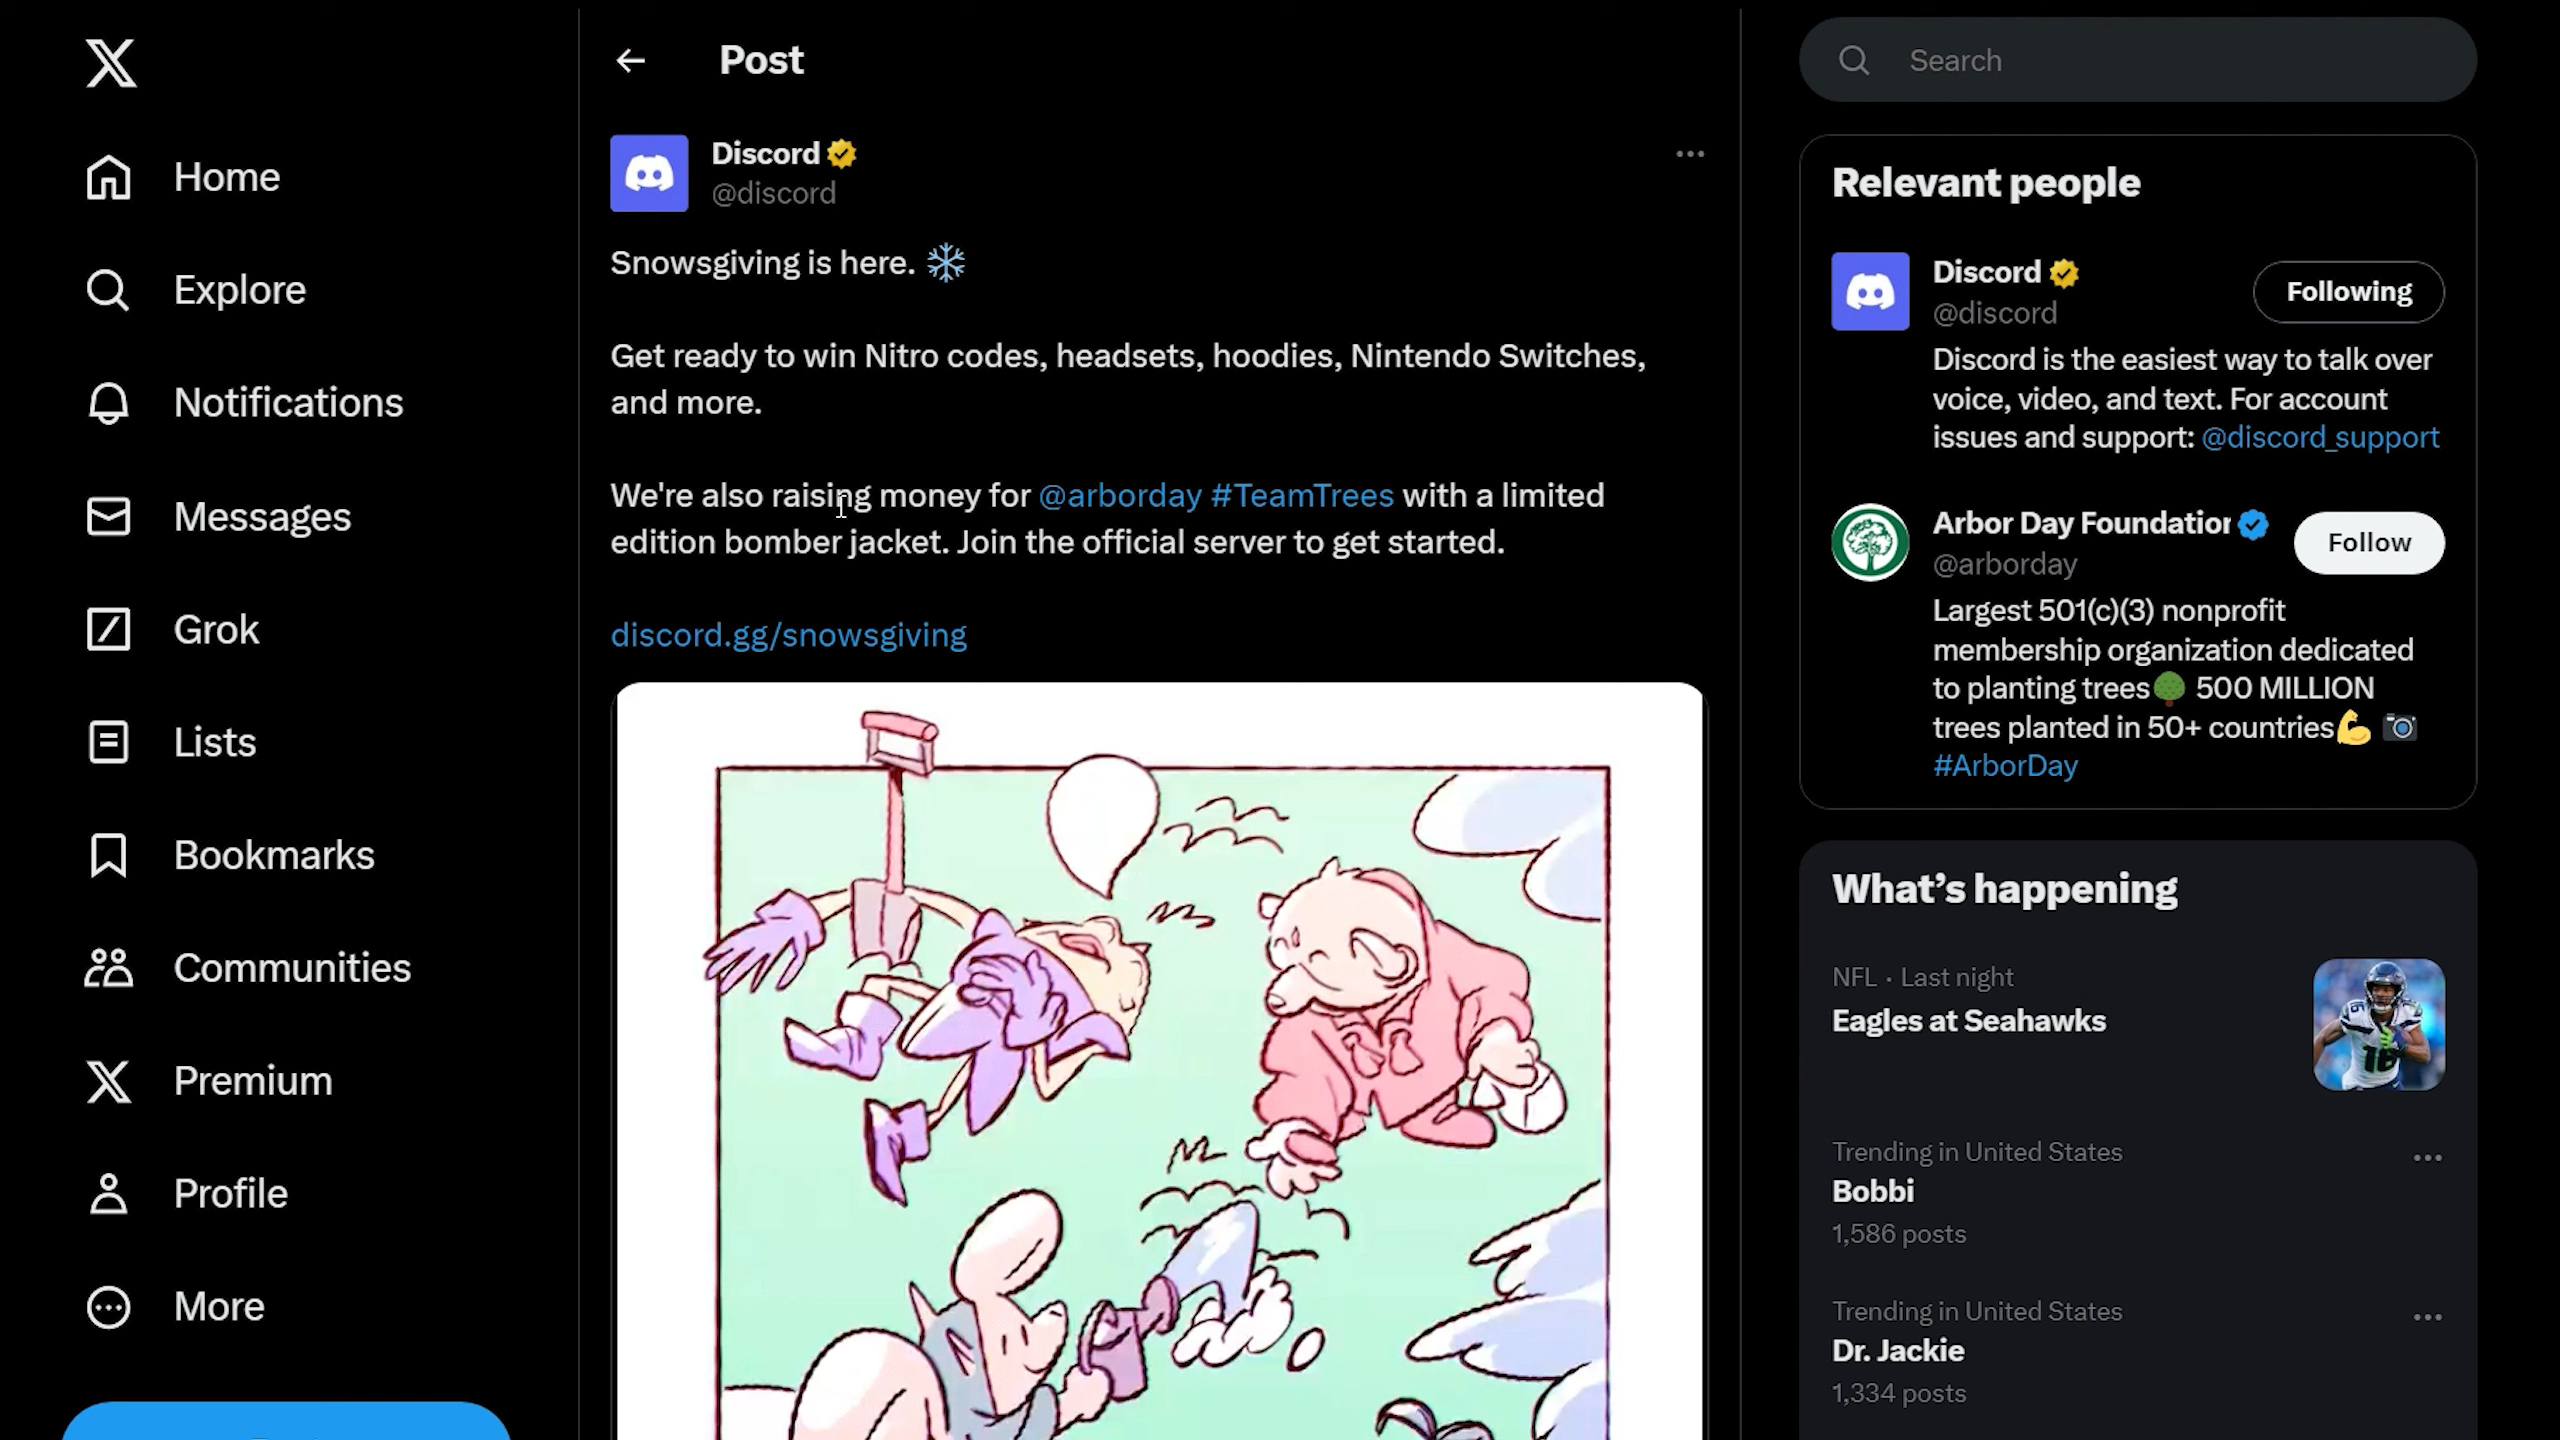 Home
Explore
Notifications
Messages
Grok
Lists
Bookmarks
Communities
Premium
Profile
More
Post
Discord
@discord
Snowsgiving is here. ❄️
Get ready to win Nitro codes, headsets, hoodies, Nintendo Switches,
and more.
We're also raising money for @arborday #TeamTrees with a limited
edition bomber jacket. Join the official server to get started.
discord.gg/snowsgiving
Search
Relevant people
Discord
@discord
Following
Discord is the easiest way to talk over
voice, video, and text. For account
issues and support: @discord_support
Arbor Day Foundation
@arborday
Follow
Largest 501(c)(3) nonprofit
membership organization dedicated
to planting trees🌳 500 MILLION
trees planted in 50+ countries💪 📷
#ArborDay
What’s happening
NFL · Last night
Eagles at Seahawks
Trending in United States
Bobbi
1,586 posts
Trending in United States
Dr. Jackie
1,334 posts